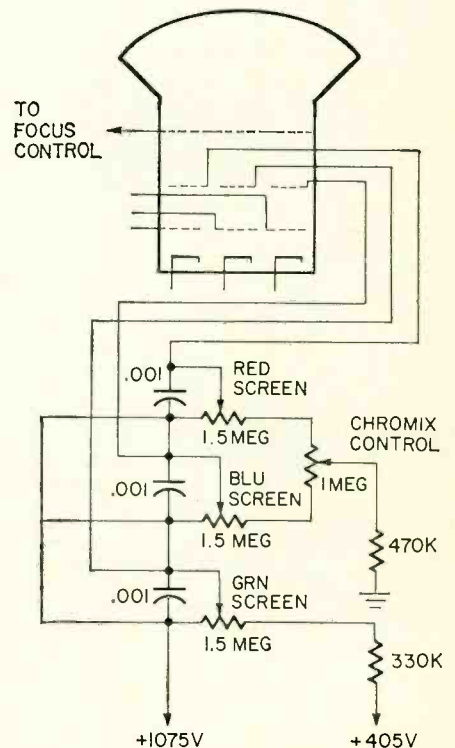 TO
FOCUS
CONTROL
.001
RED
SCREEN
1.5 MEG
CHROMIX
CONTROL
.001
BLU
SCREEN
1.5 MEG
1 MEG
470K
.001
GRN
SCREEN
1.5 MEG
330K
+1075V
+405V